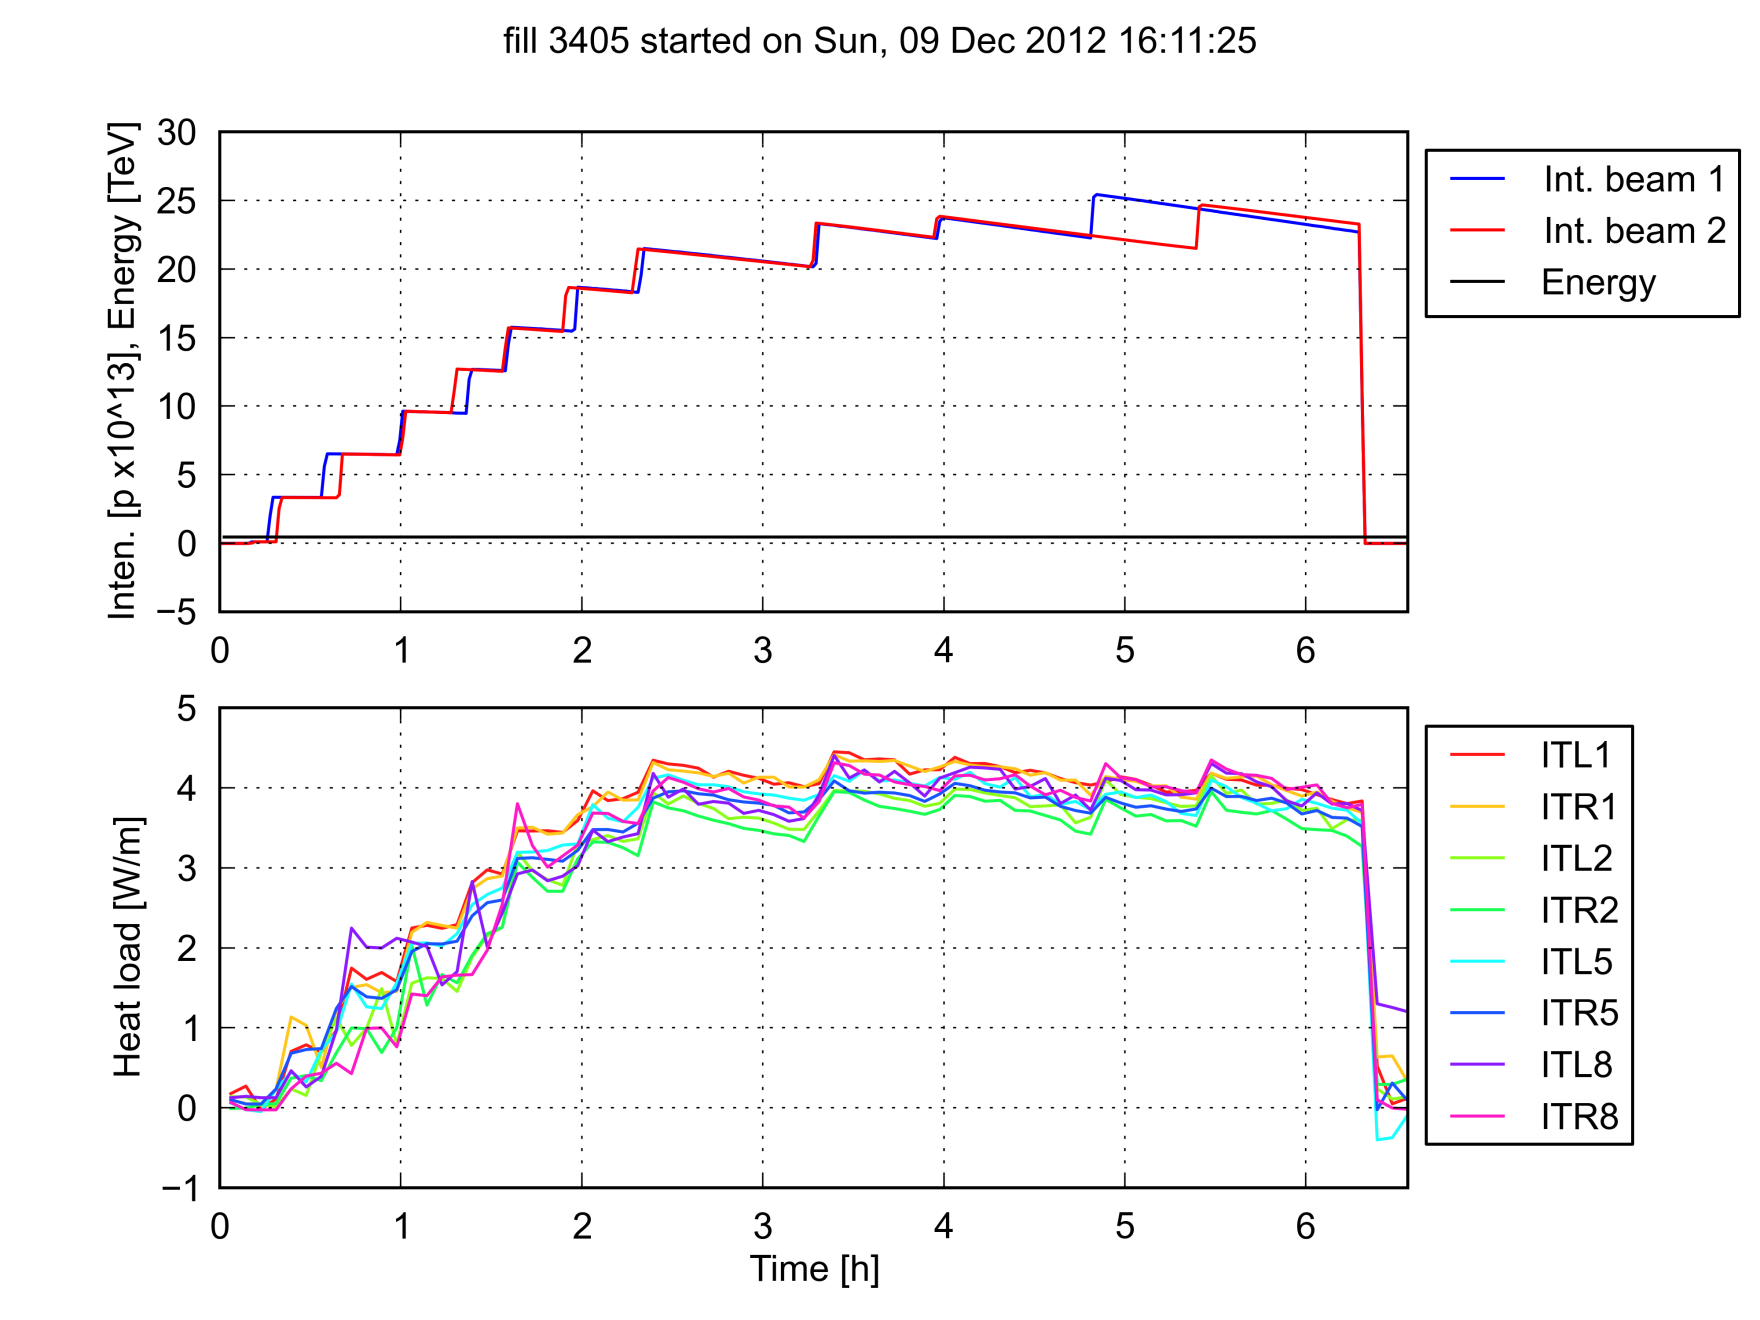 fill 3405 started on Sun, 09 Dec 2012 16:11:25
Inten. [p x10^13], Energy [TeV]
30
25
20
15
10
5
0
−5
0 1 2 3 4 5 6
Int. beam 1
Int. beam 2
Energy
Heat load [W/m]
5
4
3
2
1
0
−1
0 1 2 3 4 5 6
Time [h]
ITL1
ITR1
ITL2
ITR2
ITL5
ITR5
ITL8
ITR8